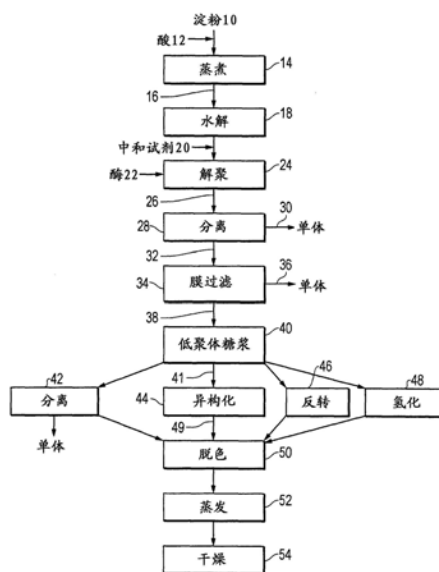 淀粉10
酸12
蒸煮 14
16
水解 18
中和试剂20
酶22
解聚 24
26
28 分离 30 单体
32
34 膜过滤 36 单体
38
低聚体糖浆 40
42 41 46 48
分离 44 异构化 反转 氢化
49
单体 脱色 50
蒸发 52
干燥 54